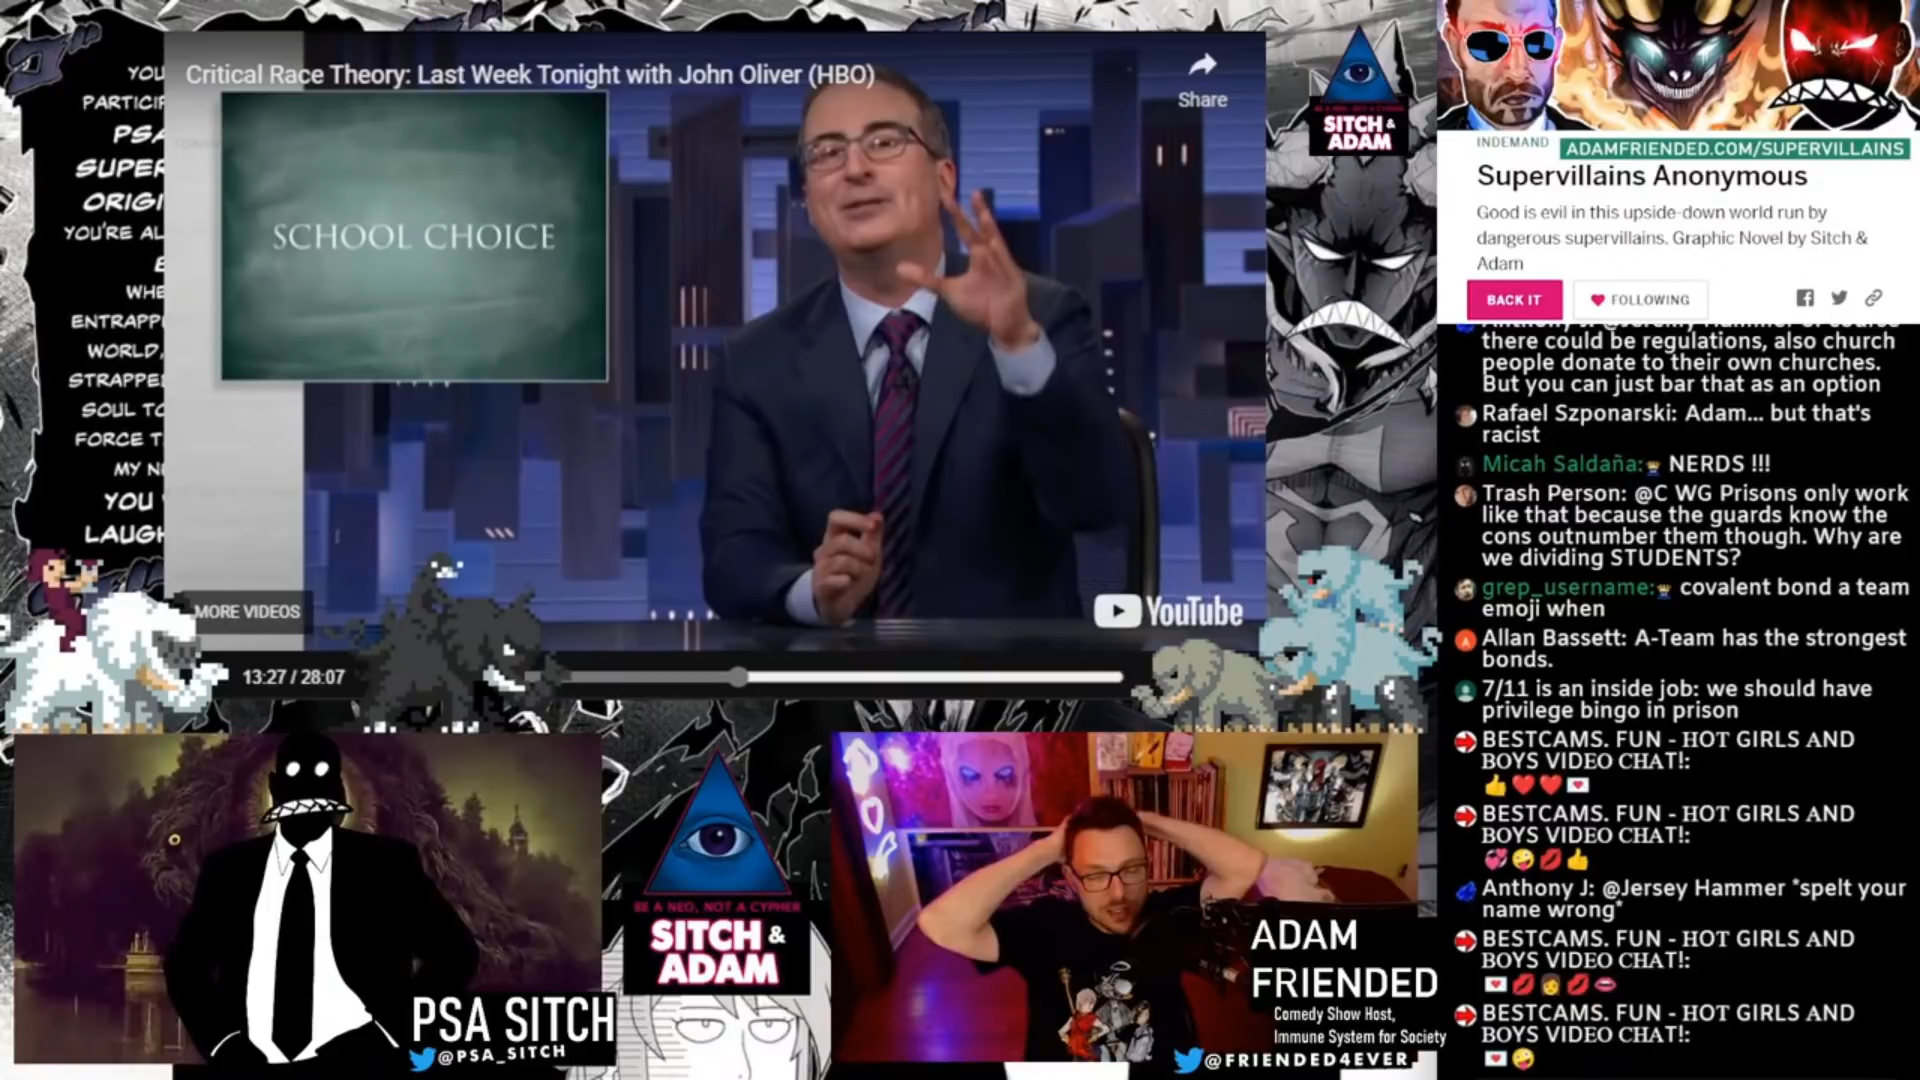 YOU
PARTICIP
PSA
SUPER
ORIGI
YOU'RE AL
E
WHE
ENTRAPP
WORLD,
STRAPPE
SOUL TO
FORCE T
MY N
YOU
LAUGH
Critical Race Theory: Last Week Tonight with John Oliver (HBO)
Share
SCHOOL CHOICE
MORE VIDEOS
YouTube
13:27 / 28:07
SITCH &
ADAM
INDEMAND
ADAMFRIENDED.COM/SUPERVILLAINS
Supervillains Anonymous
Good is evil in this upside-down world run by
dangerous supervillains. Graphic Novel by Sitch &
Adam
BACK IT
FOLLOWING
there could be regulations, also church
people donate to their own churches.
But you can just bar that as an option
Rafael Szponarski: Adam... but that's
racist
Micah Saldaña: NERDS !!!
Trash Person: @C WG Prisons only work
like that because the guards know the
cons outnumber them though. Why are
we dividing STUDENTS?
grep_username: covalent bond a team
emoji when
Allan Bassett: A-Team has the strongest
bonds.
7/11 is an inside job: we should have
privilege bingo in prison
BESTCAMS. FUN - HOT GIRLS AND
BOYS VIDEO CHAT!:
👍❤️❤️💌
BESTCAMS. FUN - HOT GIRLS AND
BOYS VIDEO CHAT!:
💞🤪💋👍
Anthony J: @Jersey Hammer *spelt your
name wrong*
BESTCAMS. FUN - HOT GIRLS AND
BOYS VIDEO CHAT!:
💌💋👩💋👄
BESTCAMS. FUN - HOT GIRLS AND
BOYS VIDEO CHAT!:
💌🤪
PSA SITCH
@PSA_SITCH
BE A NEO, NOT A CYPHER
SITCH &
ADAM
ADAM
FRIENDED
Comedy Show Host,
Immune System for Society
@FRIENDED4EVER